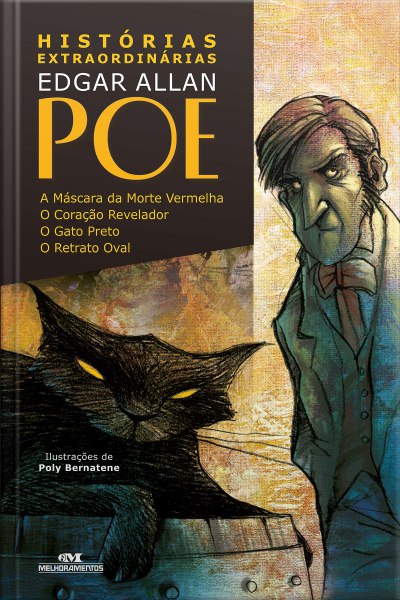 HISTÓRIAS
EXTRAORDINÁRIAS
EDGAR ALLAN
POE
A Máscara da Morte Vermelha
O Coração Revelador
O Gato Preto
O Retrato Oval
Ilustrações de
Poly Bernatene
M
MELHORAMENTOS